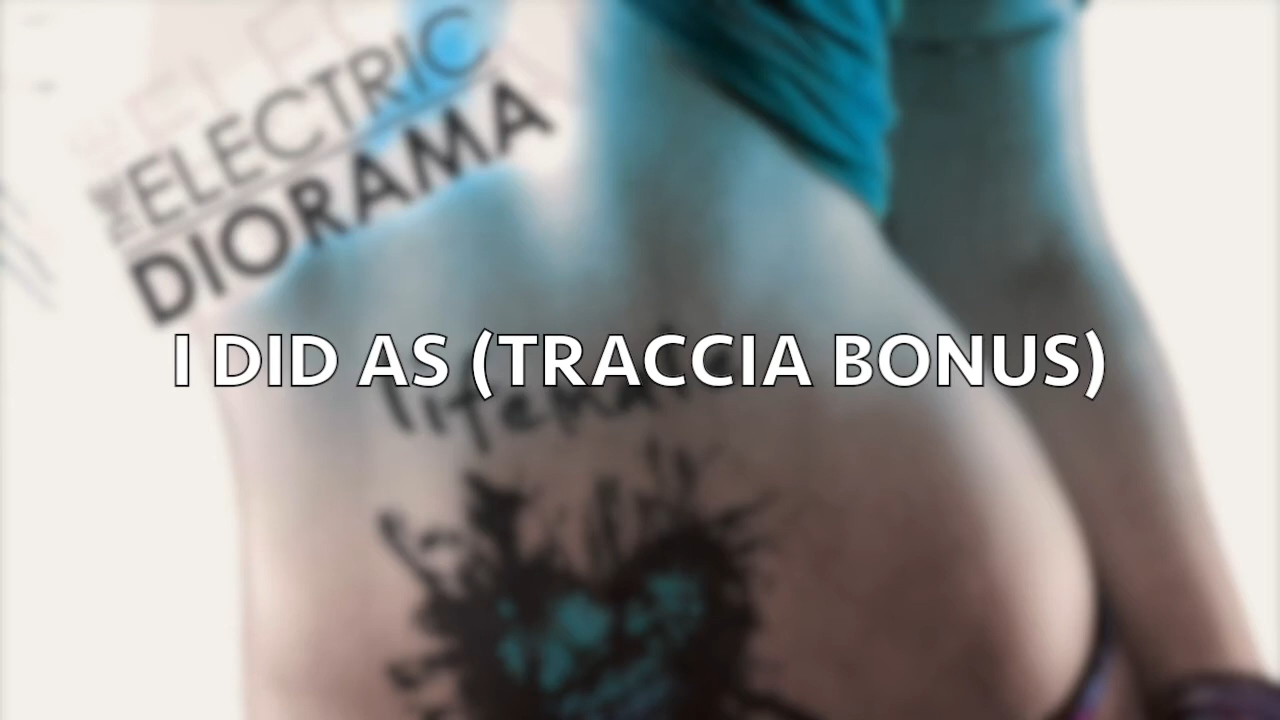 THE ELECTRIC
DIORAMA
I DID AS (TRACCIA BONUS)